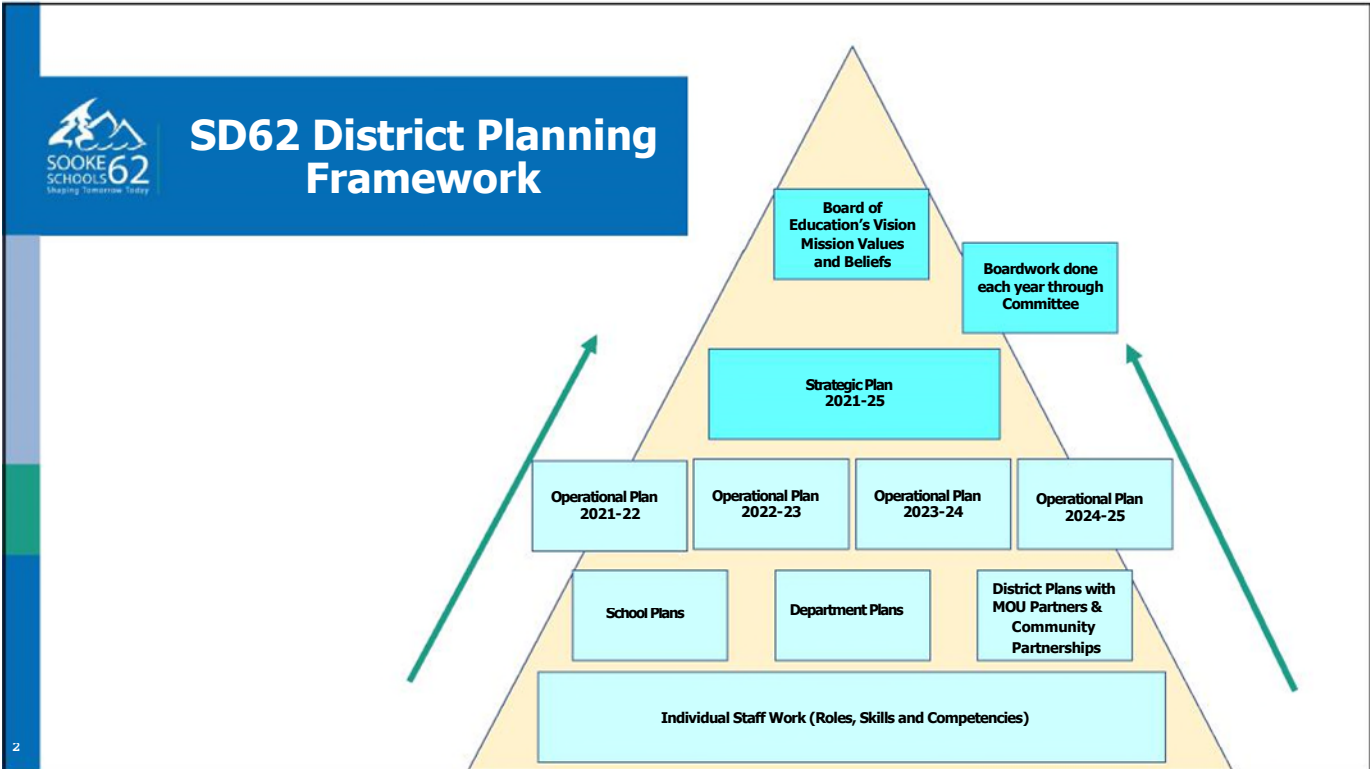 SOOKE
SCHOOLS 62
Shaping Tomorrow Today
SD62 District Planning
Framework
Board of
Education’s Vision
Mission Values
and Beliefs
Boardwork done
each year through
Committee
Strategic Plan
2021-25
Operational Plan
2021-22
Operational Plan
2022-23
Operational Plan
2023-24
Operational Plan
2024-25
School Plans
Department Plans
District Plans with
MOU Partners &
Community
Partnerships
Individual Staff Work (Roles, Skills and Competencies)
2